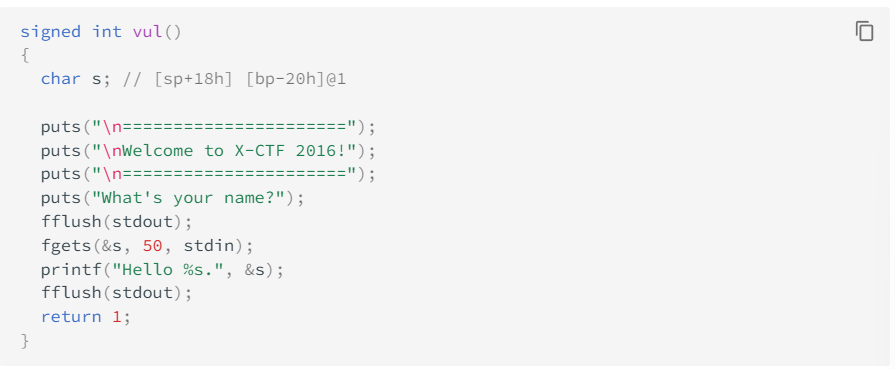 signed int vul()
{
  char s; // [sp+18h] [bp-20h]@1

  puts("\n======================");
  puts("\nWelcome to X-CTF 2016!");
  puts("\n======================");
  puts("What's your name?");
  fflush(stdout);
  fgets(&s, 50, stdin);
  printf("Hello %s.", &s);
  fflush(stdout);
  return 1;
}